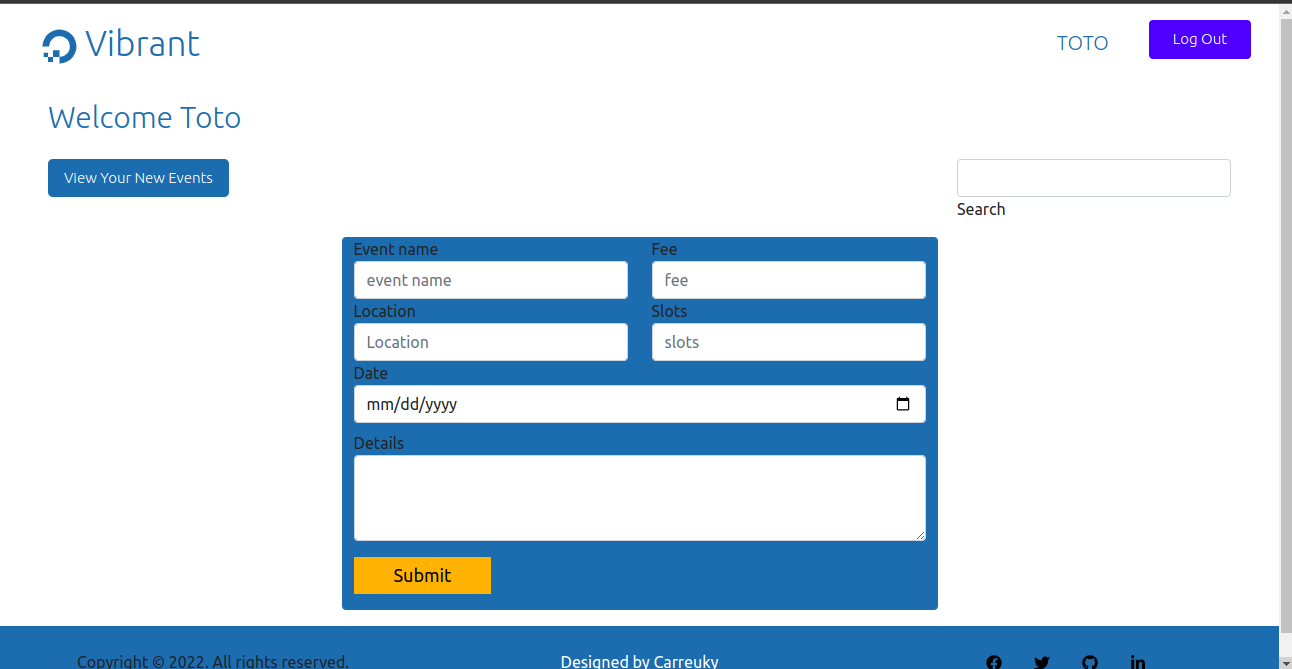 Vibrant
TOTO
Log Out
Welcome Toto
View Your New Events
Search
Event name
Fee
event name
fee
Location
Slots
Location
slots
Date
mm/dd/yyyy
Details
Submit
Copyright © 2022. All rights reserved.
Designed by Carreuky